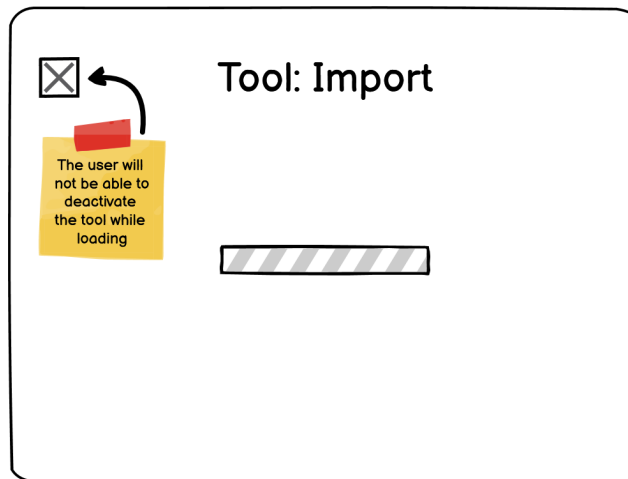 Tool: Import
The user will
not be able to
deactivate
the tool while
loading